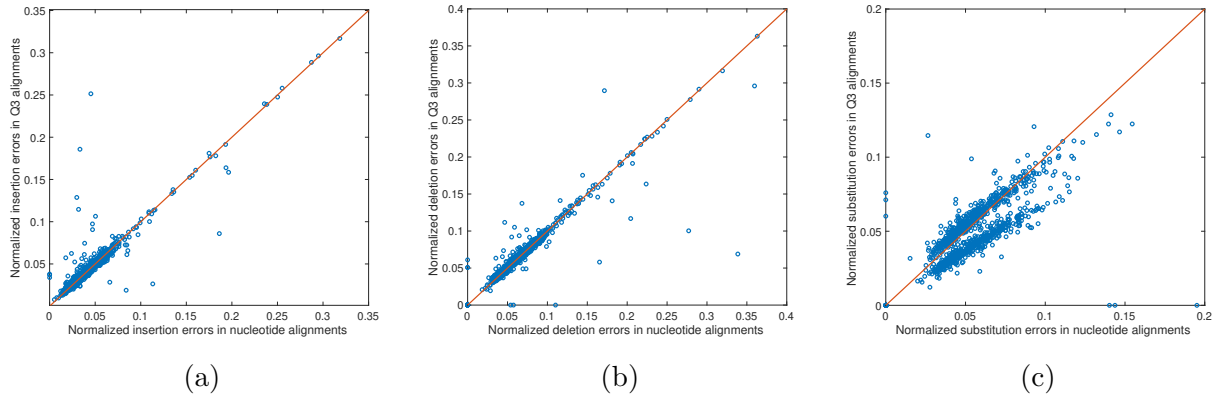 0.35
0.3
0.25
0.2
0.15
0.1
0.05
0 0.05 0.1 0.15 0.2 0.25 0.3 0.35
Normalized insertion errors in Q3 alignments
Normalized insertion errors in nucleotide alignments
(a)
0.4
0.35
0.3
0.25
0.2
0.15
0.1
0.05
0
0 0.05 0.1 0.15 0.2 0.25 0.3 0.35 0.4
Normalized deletion errors in Q3 alignments
Normalized deletion errors in nucleotide alignments
(b)
0.2
0.15
0.1
0.05
0
0 0.05 0.1 0.15 0.2
Normalized substitution errors in Q3 alignments
Normalized substitution errors in nucleotide alignments
(c)